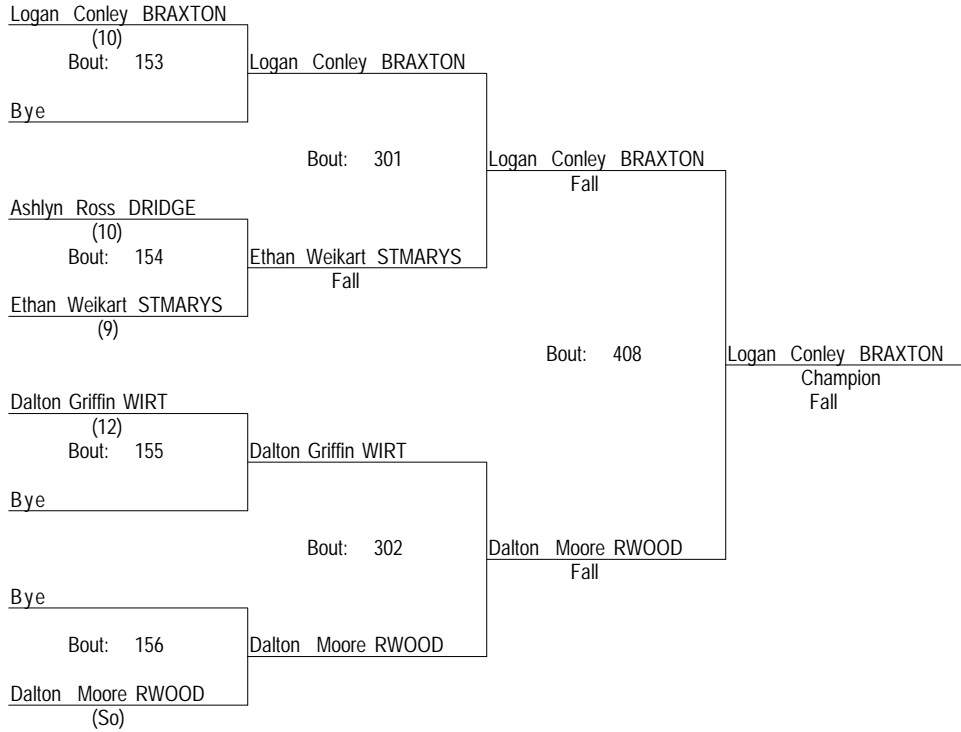 Logan Conley BRAXTON
(10)
Bout: 153
Logan Conley BRAXTON
Bye
Bout: 301
Logan Conley BRAXTON
Fall
Ashlyn Ross DRIDGE
(10)
Bout: 154
Ethan Weikart STMARYS
Fall
Ethan Weikart STMARYS
(9)
Bout: 408
Logan Conley BRAXTON
Champion
Fall
Dalton Griffin WIRT
(12)
Bout: 155
Dalton Griffin WIRT
Bye
Bout: 302
Dalton Moore RWOOD
Fall
Bye
Bout: 156
Dalton Moore RWOOD
Dalton Moore RWOOD
(So)